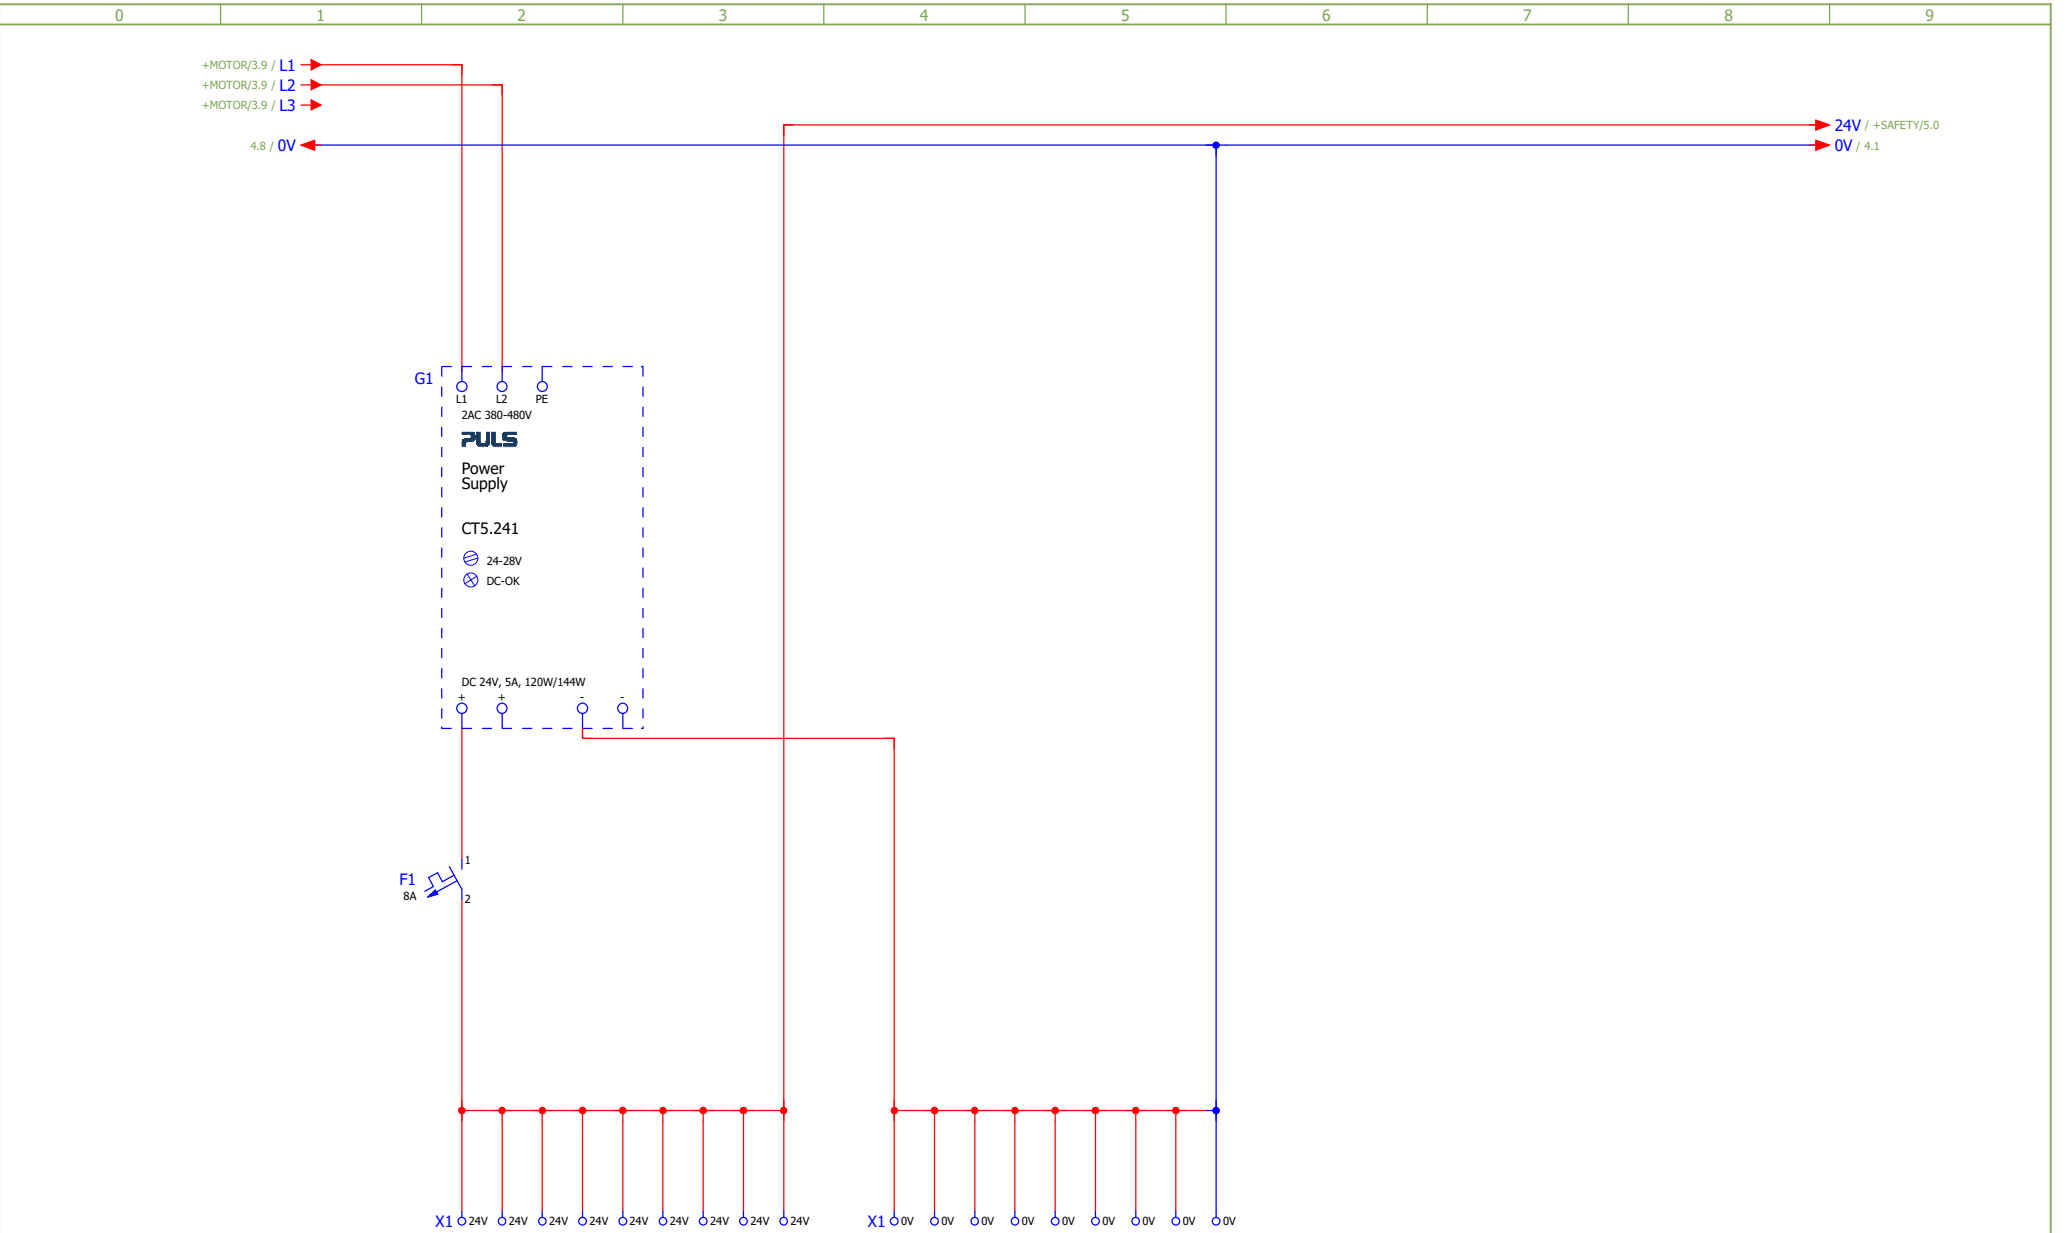 0 1 2 3 4 5 6 7 8 9
+MOTOR/3.9 / L1
+MOTOR/3.9 / L2
+MOTOR/3.9 / L3
24V / +SAFETY/5.0
4.8 / 0V
0V / 4.1
G1
L1 L2 PE
2AC 380-480V
PULS
Power
Supply
CT5.241
24-28V
DC-OK
DC 24V, 5A, 120W/144W
+ + - -
1
F1
8A
2
X1 24V 24V 24V 24V 24V 24V 24V 24V 24V X1 0V 0V 0V 0V 0V 0V 0V 0V 0V